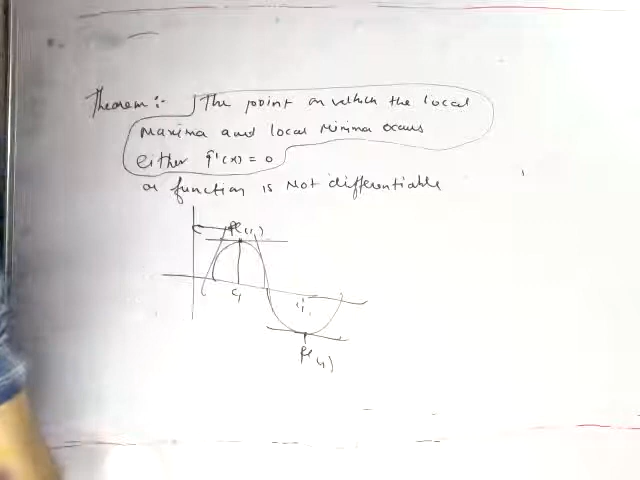 Theorem :- The point on which the local
Maxima and local Minima occurs
either f'(x) = 0
or function is Not differentiable
f(c₁)
c₁